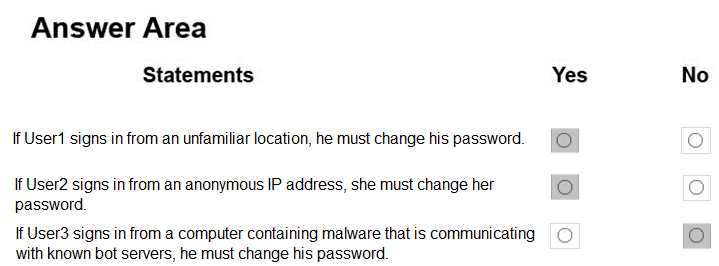 Answer Area
Statements Yes No
If User1 signs in from an unfamiliar location, he must change his password.
If User2 signs in from an anonymous IP address, she must change her
password.
If User3 signs in from a computer containing malware that is communicating
with known bot servers, he must change his password.